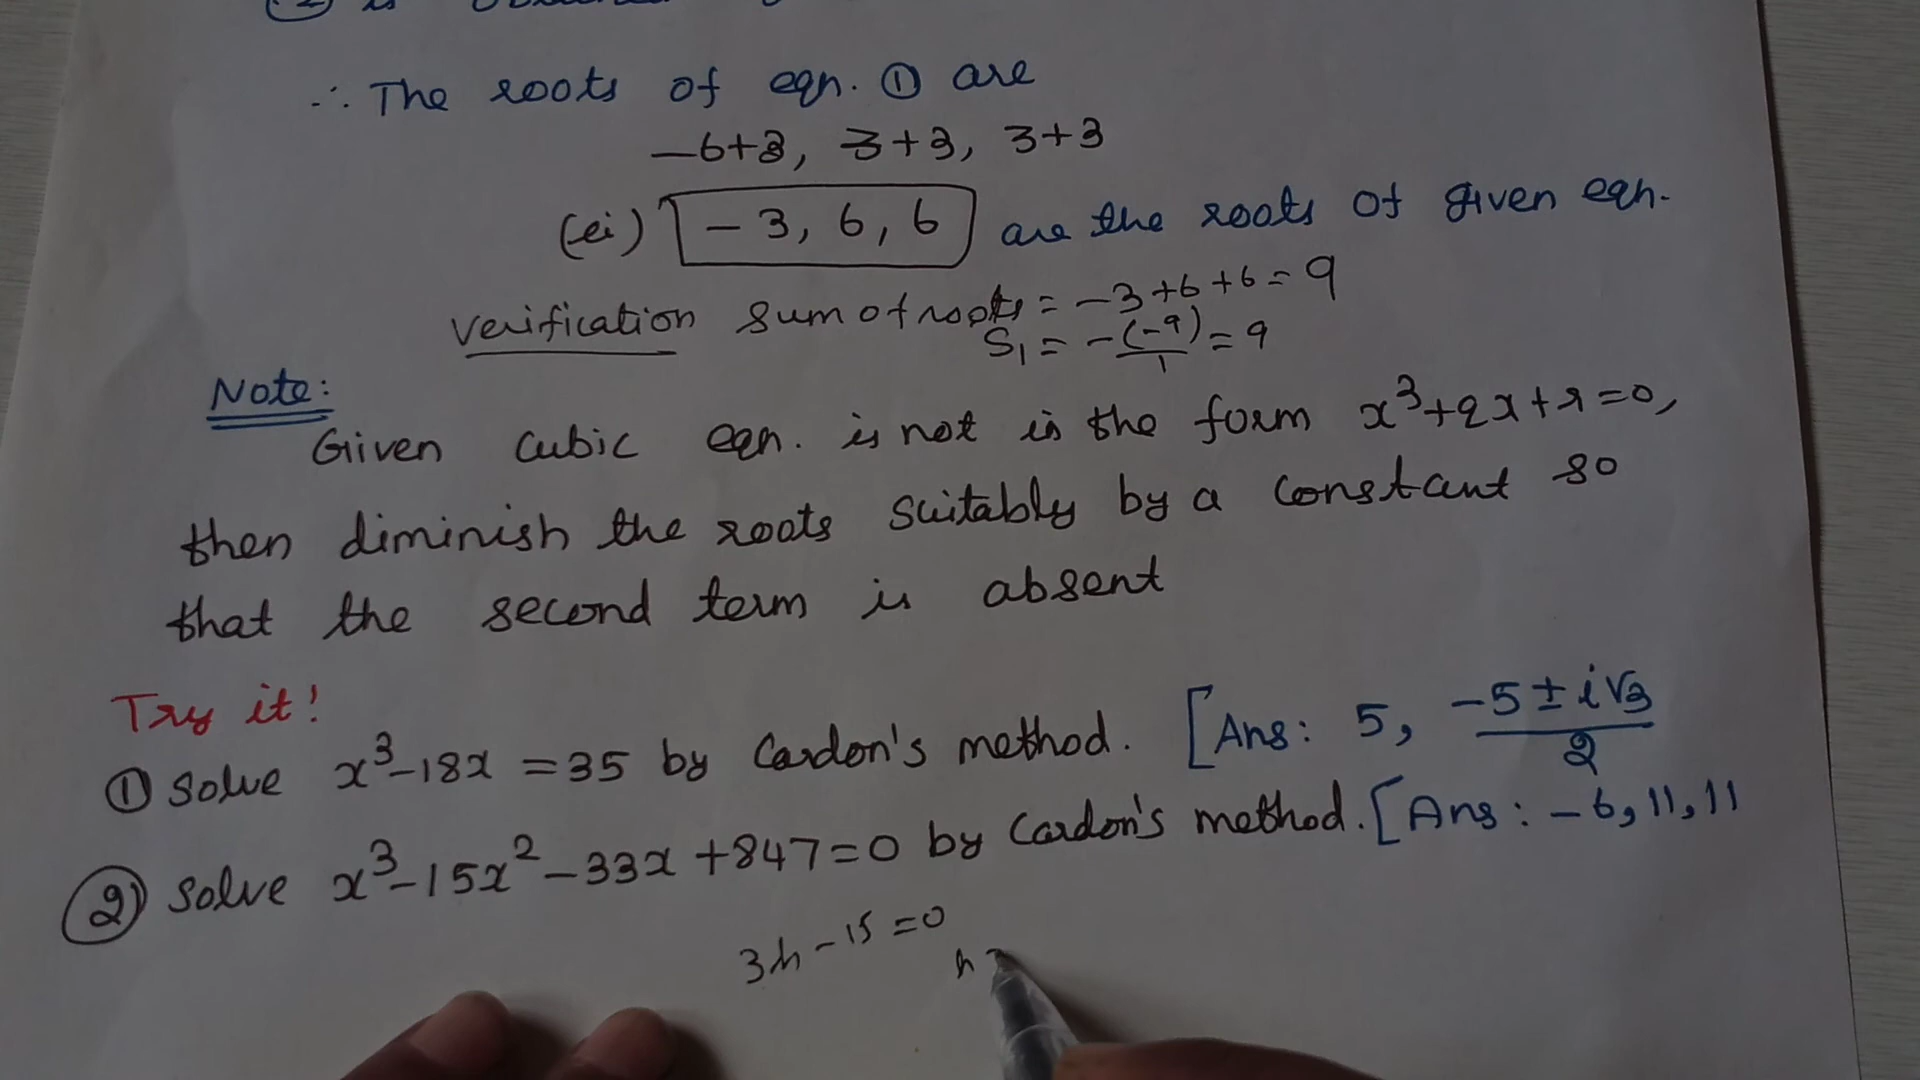 ② is
∴ The roots of eqn. ① are
-6+3, 3+3, 3+3
(ei) -3, 6, 6 are the roots of given eqn.
Verification Sum of roots = -3+6+6 = 9
S₁ = -(-9)/1 = 9
Note:
Given cubic eqn. is not in the form x³+qx+r=0,
then diminish the roots suitably by a constant so
that the second term is absent
Try it!
① Solve x³-18x = 35 by Cardon's method. [Ans: 5, (-5±i√3)/2
② Solve x³-15x²-33x+847=0 by Cardon's method. [Ans: -6, 11, 11
3h-15=0
h=